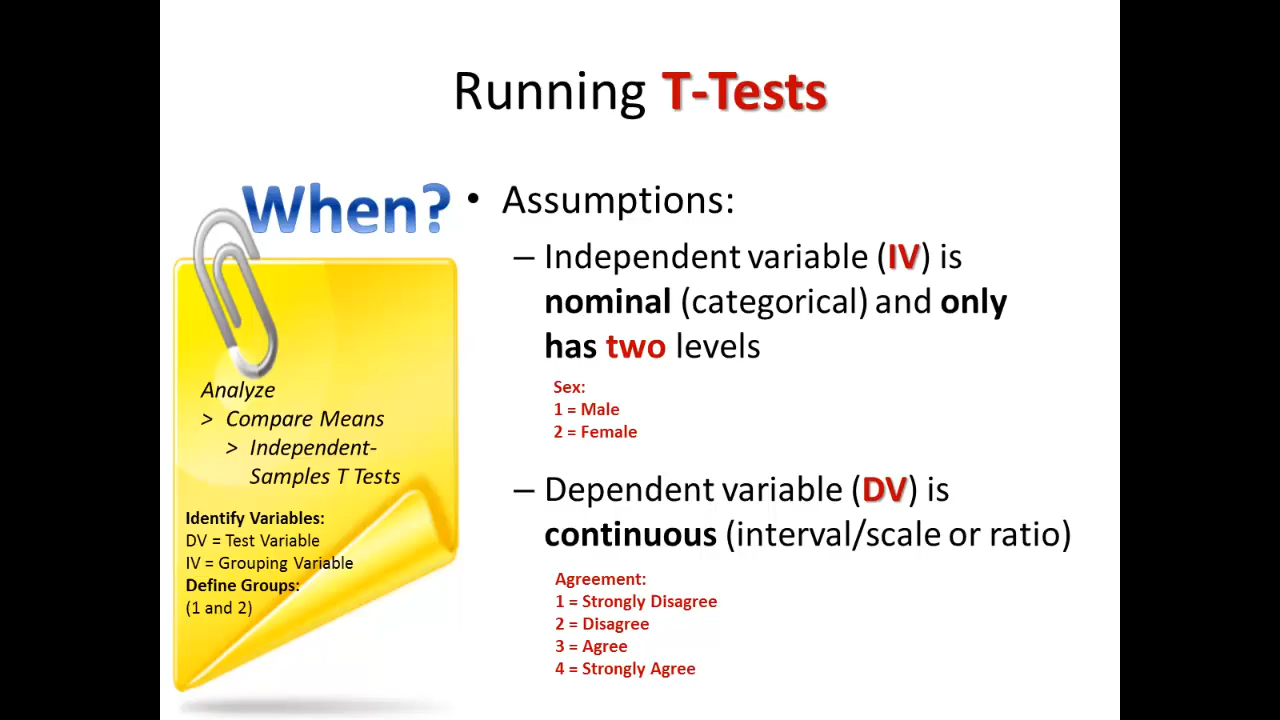 Running T-Tests
When?
Analyze
> Compare Means
> Independent-
Samples T Tests
Identify Variables:
DV = Test Variable
IV = Grouping Variable
Define Groups:
(1 and 2)
• Assumptions:
– Independent variable (IV) is
nominal (categorical) and only
has two levels
Sex:
1 = Male
2 = Female
– Dependent variable (DV) is
continuous (interval/scale or ratio)
Agreement:
1 = Strongly Disagree
2 = Disagree
3 = Agree
4 = Strongly Agree